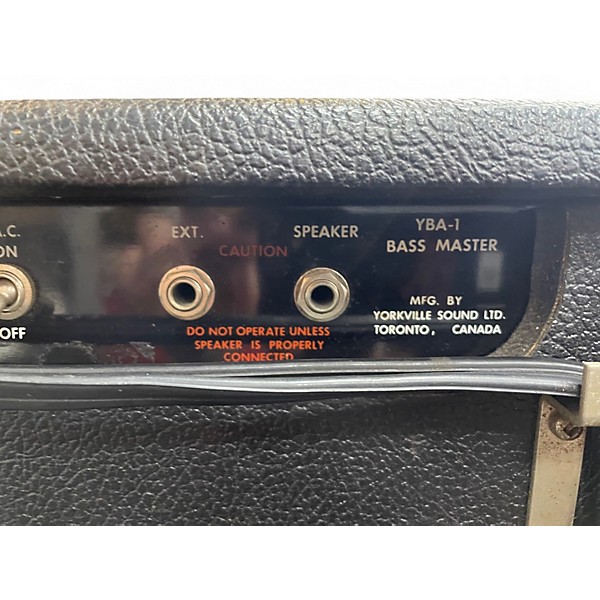 A.C.
ON
OFF
EXT.
CAUTION
SPEAKER
DO NOT OPERATE UNLESS
SPEAKER IS PROPERLY
CONNECTED
YBA-1
BASS MASTER
MFG. BY
YORKVILLE SOUND LTD.
TORONTO, CANADA